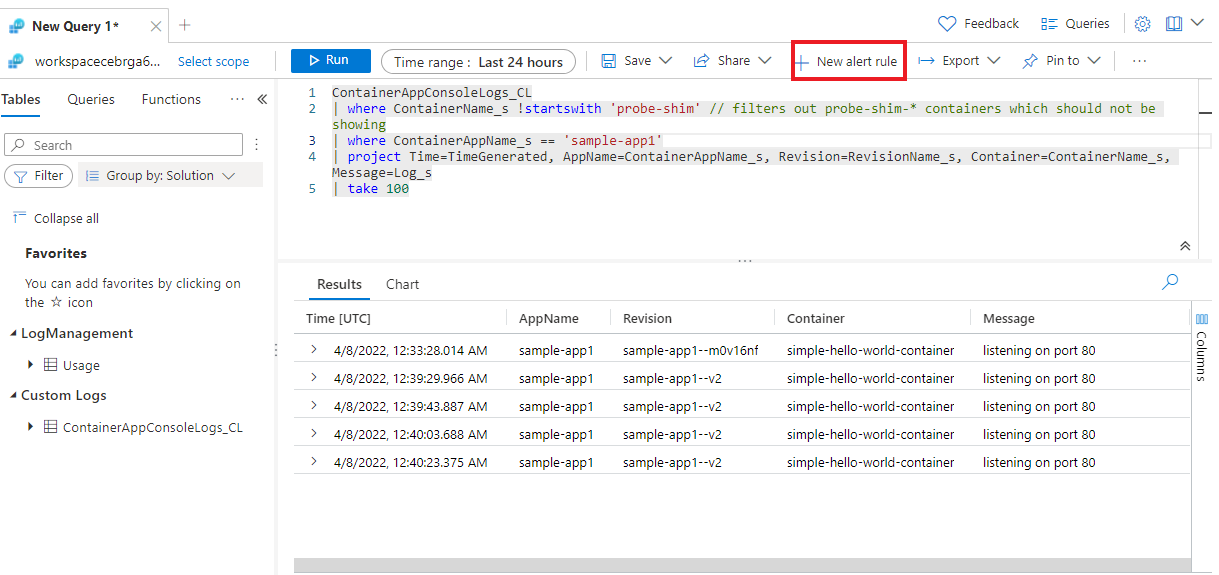 New Query 1*
Feedback
Queries
workspacecebrga6...
Select scope
Run
Time range : Last 24 hours
Save
Share
New alert rule
Export
Pin to
Tables
Queries
Functions
Search
Filter
Group by: Solution
Collapse all
Favorites
You can add favorites by clicking on
the ☆ icon
LogManagement
Usage
Custom Logs
ContainerAppConsoleLogs_CL
1 ContainerAppConsoleLogs_CL
2 | where ContainerName_s !startswith 'probe-shim' // filters out probe-shim-* containers which should not be
showing
3 | where ContainerAppName_s == 'sample-app1'
4 | project Time=TimeGenerated, AppName=ContainerAppName_s, Revision=RevisionName_s, Container=ContainerName_s,
Message=Log_s
5 | take 100
Results
Chart
Time [UTC] AppName Revision Container Message
4/8/2022, 12:33:28.014 AM sample-app1 sample-app1--m0v16nf simple-hello-world-container listening on port 80
4/8/2022, 12:39:29.966 AM sample-app1 sample-app1--v2 simple-hello-world-container listening on port 80
4/8/2022, 12:39:43.887 AM sample-app1 sample-app1--v2 simple-hello-world-container listening on port 80
4/8/2022, 12:40:03.688 AM sample-app1 sample-app1--v2 simple-hello-world-container listening on port 80
4/8/2022, 12:40:23.375 AM sample-app1 sample-app1--v2 simple-hello-world-container listening on port 80
Columns